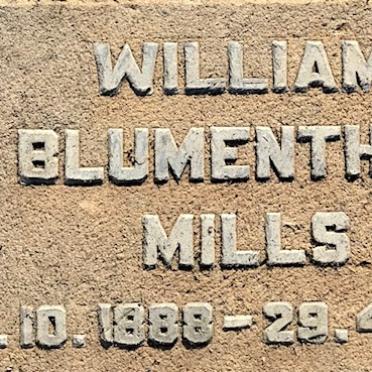 WILLIAM
BLUMENTH
MILLS
.10.1888-29.4